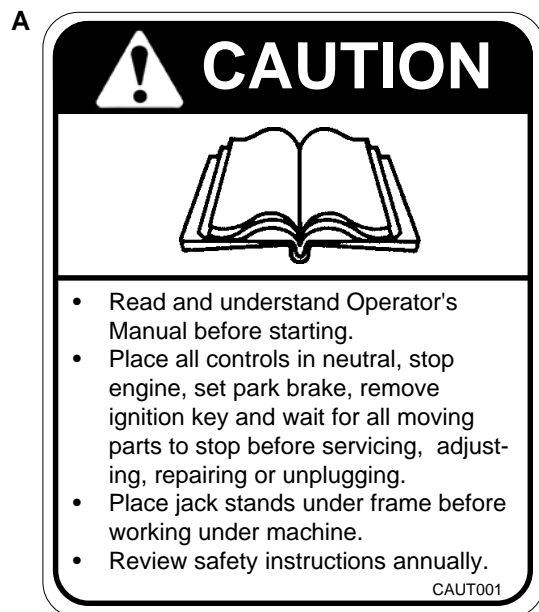 A
CAUTION
• Read and understand Operator's
Manual before starting.
• Place all controls in neutral, stop
engine, set park brake, remove
ignition key and wait for all moving
parts to stop before servicing, adjust-
ing, repairing or unplugging.
• Place jack stands under frame before
working under machine.
• Review safety instructions annually.
CAUT001